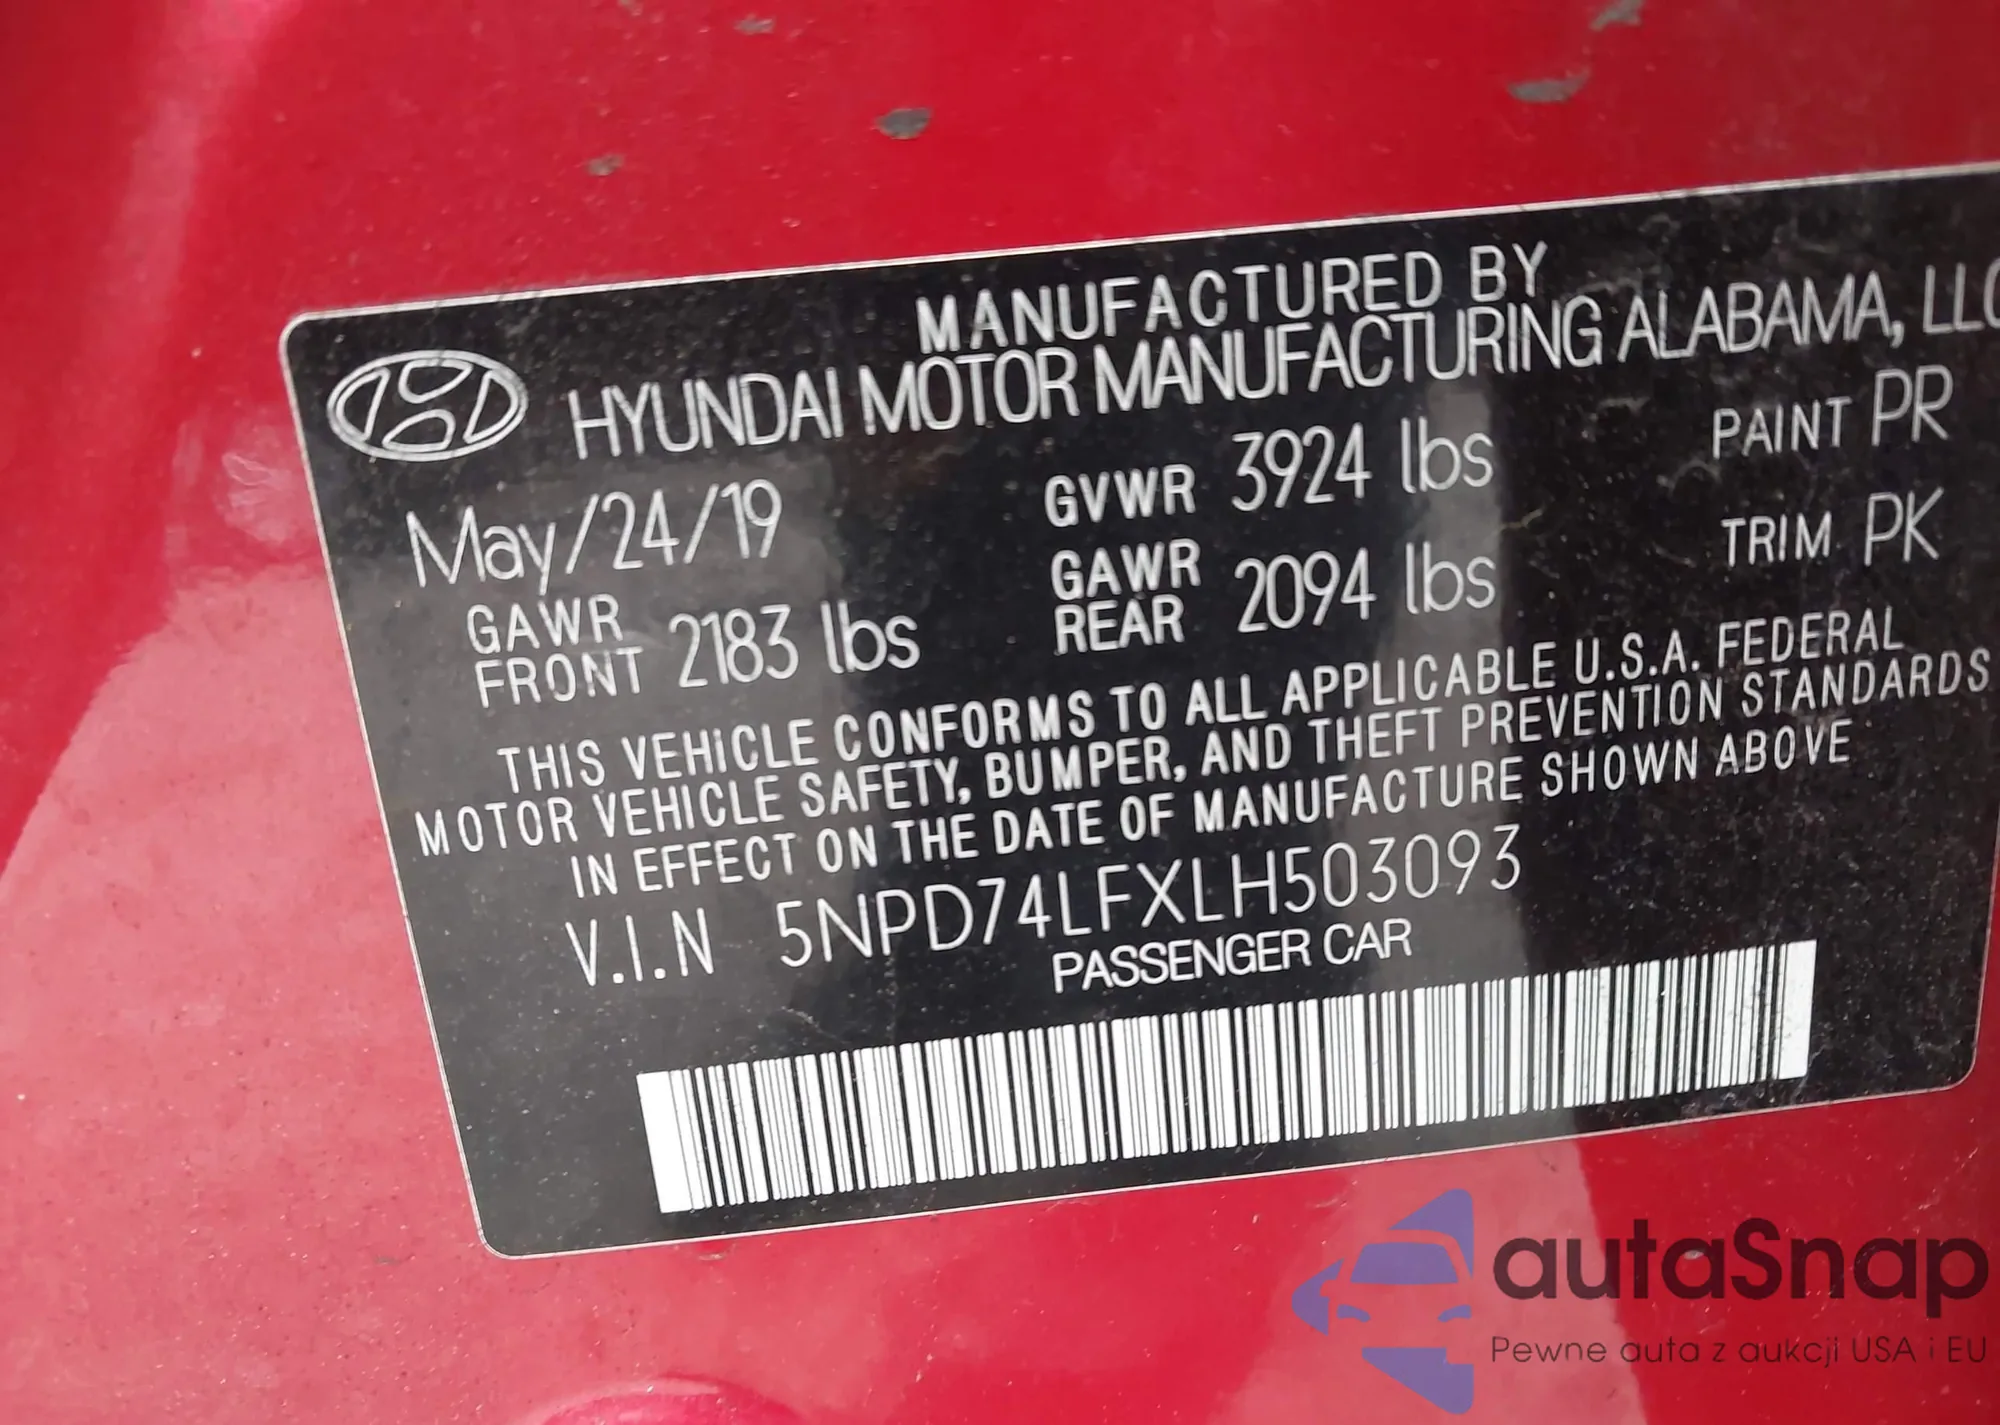 MANUFACTURED BY
HYUNDAI MOTOR MANUFACTURING ALABAMA, LLC
May/24/19 GVWR 3924 lbs PAINT PR
GAWR FRONT 2183 lbs GAWR REAR 2094 lbs TRIM PK
THIS VEHICLE CONFORMS TO ALL APPLICABLE U.S.A. FEDERAL
MOTOR VEHICLE SAFETY, BUMPER, AND THEFT PREVENTION STANDARDS
IN EFFECT ON THE DATE OF MANUFACTURE SHOWN ABOVE
V.I.N 5NPD74LFXLH503093
PASSENGER CAR
autaSnap
Pewne auta z aukcji USA i EU